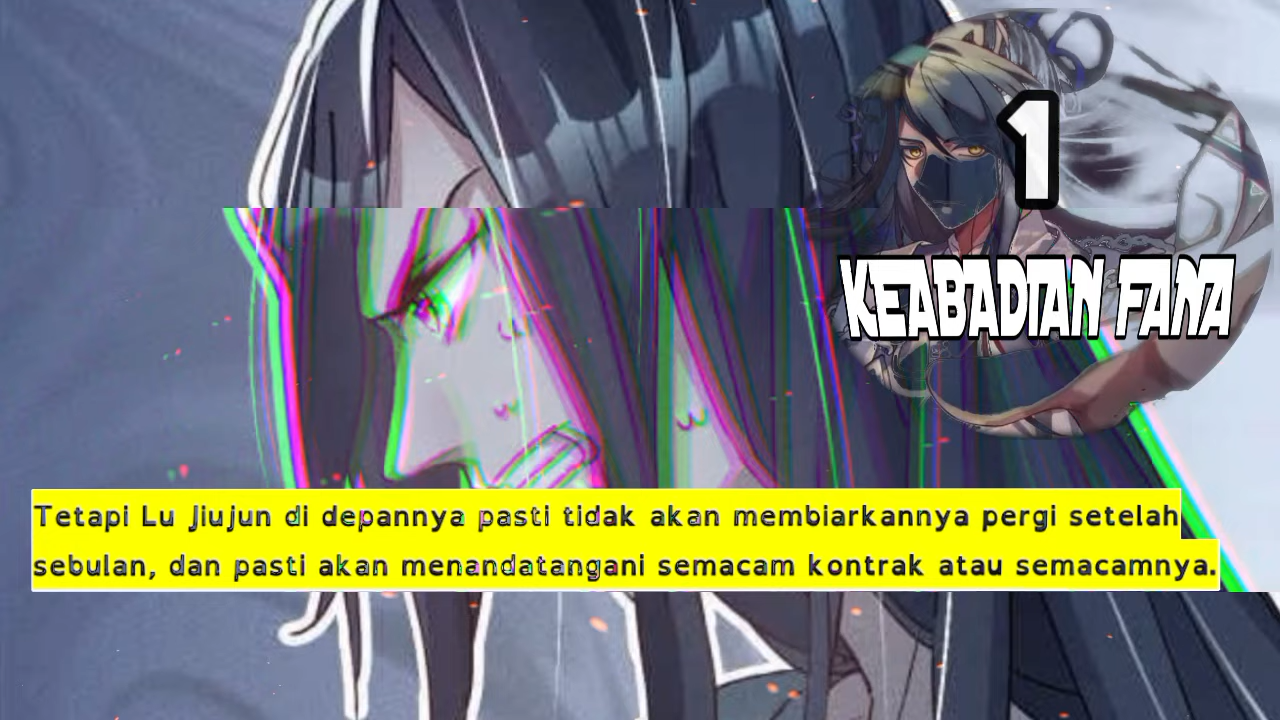 1
KEABADIAN FANA
Tetapi Lu Jiujun di depannya pasti tidak akan membiarkannya pergi setelah
sebulan, dan pasti akan menandatangani semacam kontrak atau semacamnya.